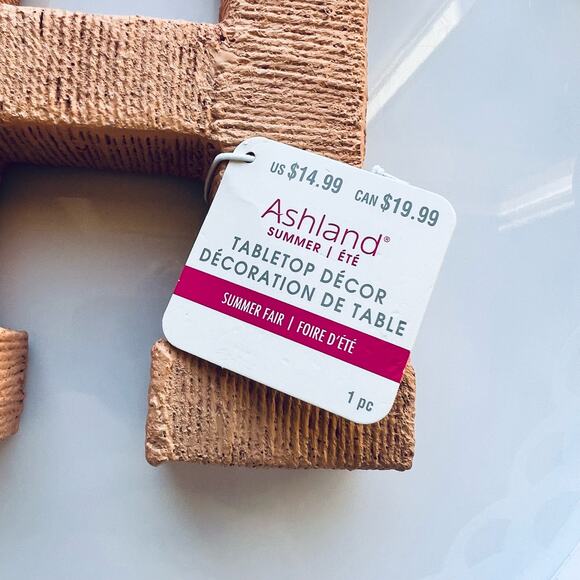 US $14.99 CAN $19.99
Ashland®
SUMMER | ÉTÉ
TABLETOP DÉCOR
DÉCORATION DE TABLE
SUMMER FAIR | FOIRE D'ÉTÉ
1 pc